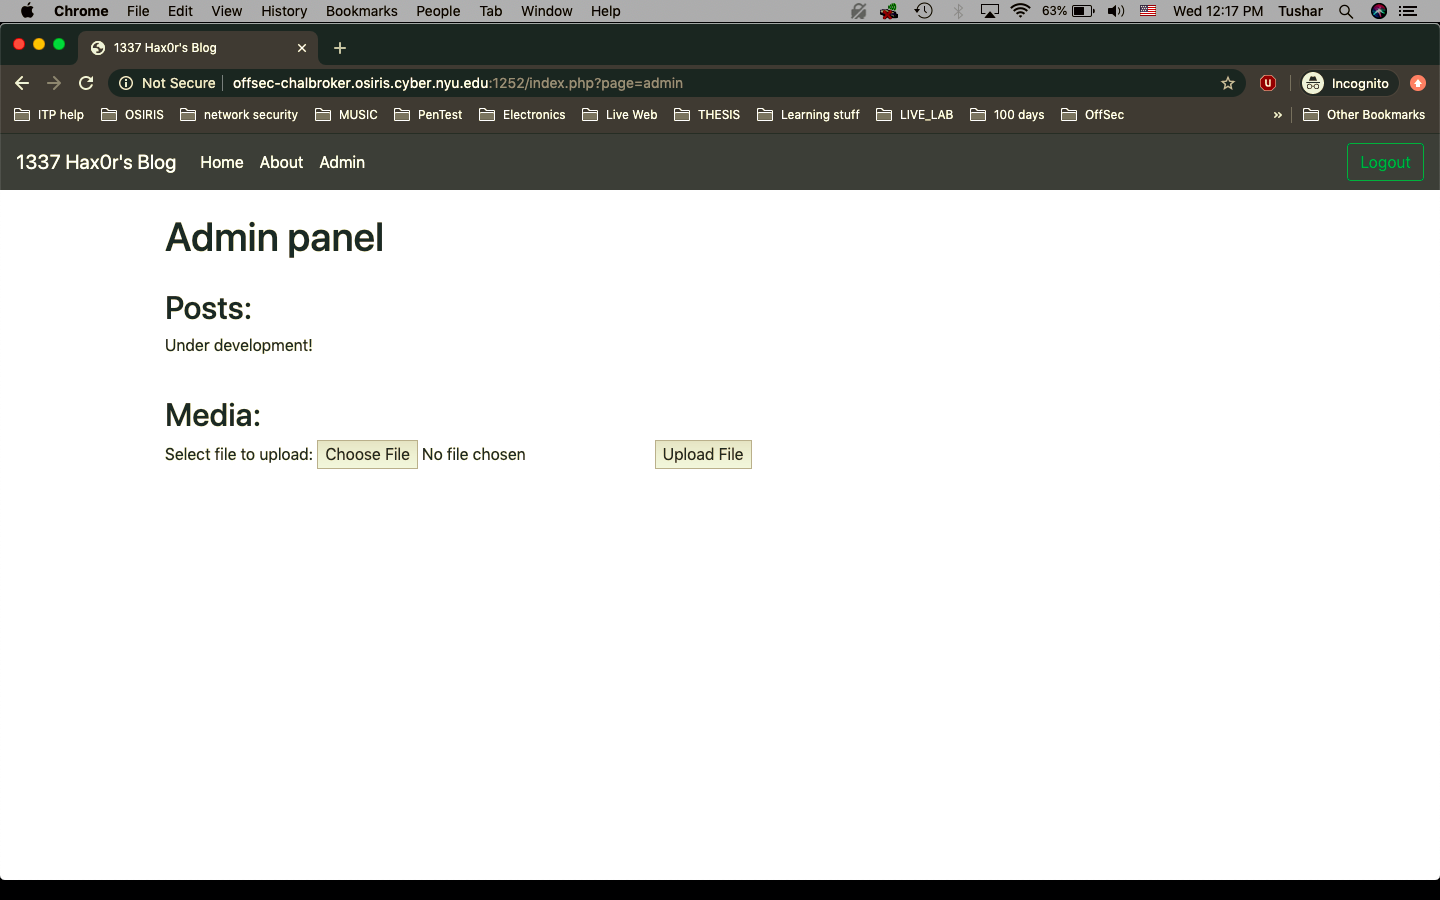 Chrome File Edit View History Bookmarks People Tab Window Help 63% Wed 12:17 PM Tushar
1337 Hax0r's Blog
Not Secure offsec-chalbroker.osiris.cyber.nyu.edu:1252/index.php?page=admin Incognito
ITP help OSIRIS network security MUSIC PenTest Electronics Live Web THESIS Learning stuff LIVE_LAB 100 days OffSec » Other Bookmarks
1337 Hax0r's Blog Home About Admin Logout
Admin panel
Posts:
Under development!
Media:
Select file to upload: Choose File No file chosen Upload File